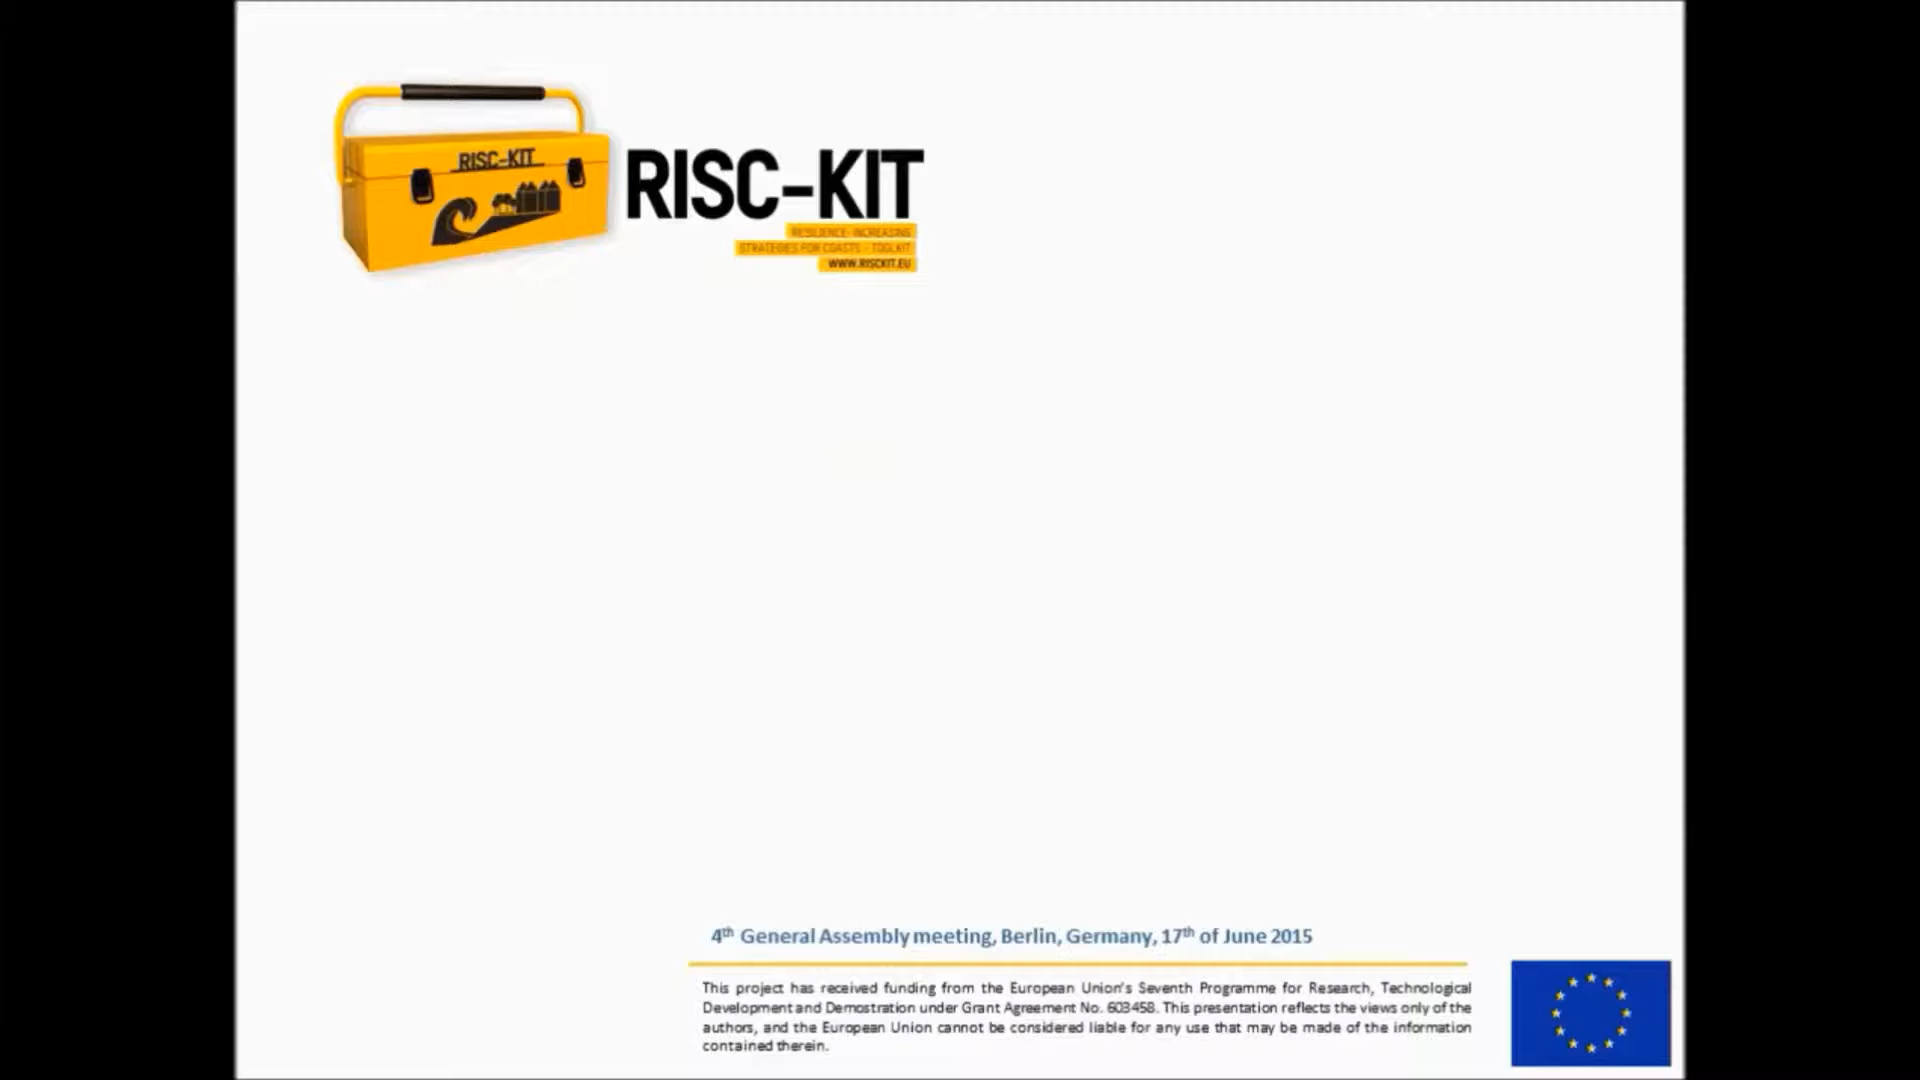 RISC-KIT
RISC-KIT
RESILIENCE-INCREASING
STRATEGIES FOR COASTS - TOOLKIT
WWW.RISCKIT.EU
4th General Assembly meeting, Berlin, Germany, 17th of June 2015
This project has received funding from the European Union's Seventh Programme for Research, Technological
Development and Demostration under Grant Agreement No. 603458. This presentation reflects the views only of the
authors, and the European Union cannot be considered liable for any use that may be made of the information
contained therein.